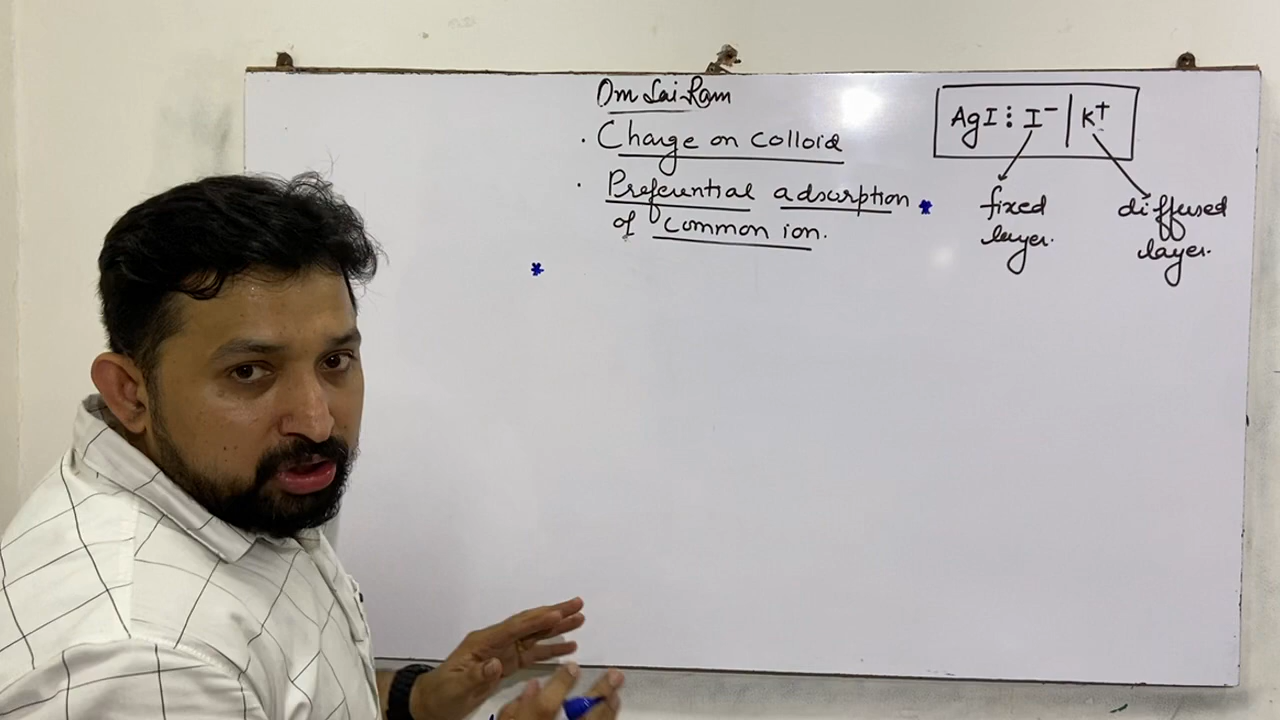 Om Sai Ram
. Charge on Colloid
. Preferential adsorption *
of common ion.
*
AgI ⋮ I⁻ | K⁺
fixed layer.
diffused layer.